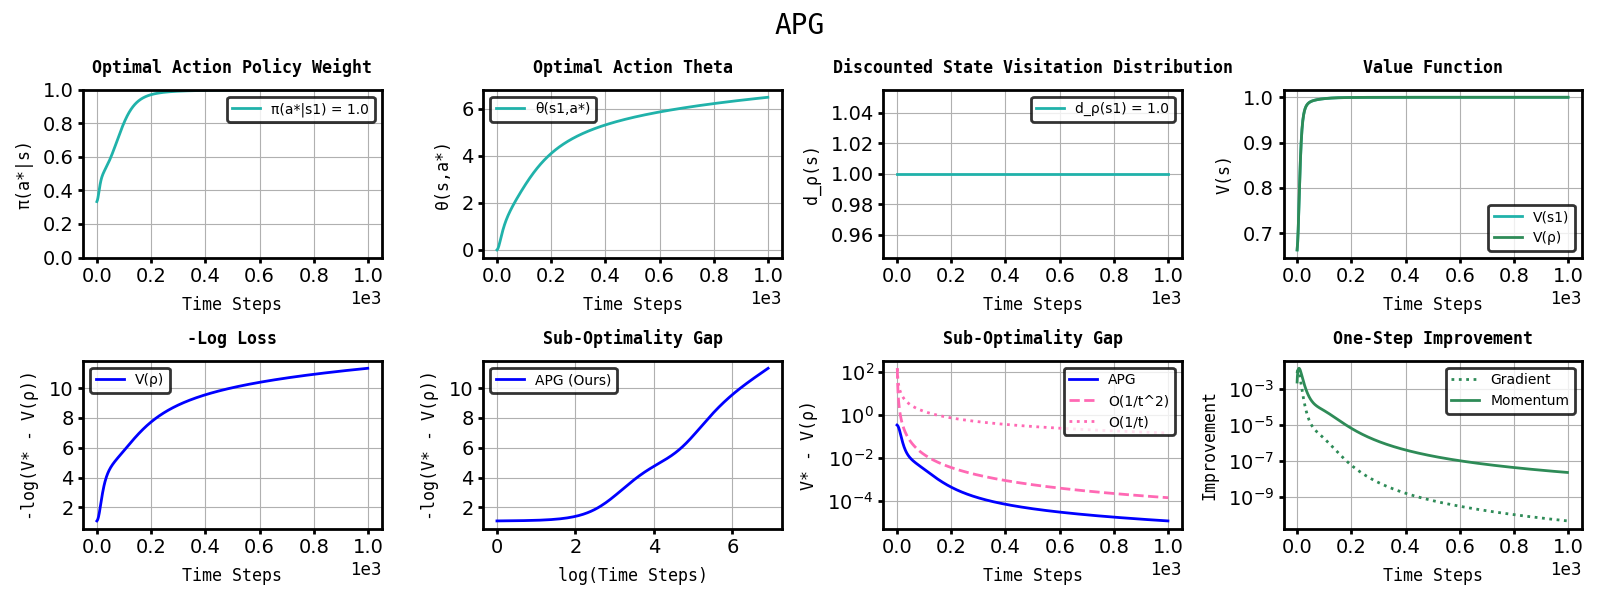 APG
Optimal Action Policy Weight
π(a*|s)
1.0
0.8
0.6
0.4
0.2
0.0
π(a*|s1) = 1.0
0.0 0.2 0.4 0.6 0.8 1.0
1e3
Time Steps
Optimal Action Theta
θ(s,a*)
6
4
2
0
θ(s1,a*)
0.0 0.2 0.4 0.6 0.8 1.0
1e3
Time Steps
Discounted State Visitation Distribution
d_ρ(s)
1.04
1.02
1.00
0.98
0.96
d_ρ(s1) = 1.0
0.0 0.2 0.4 0.6 0.8 1.0
1e3
Time Steps
Value Function
V(s)
1.0
0.9
0.8
0.7
V(s1)
V(ρ)
0.0 0.2 0.4 0.6 0.8 1.0
1e3
Time Steps
-Log Loss
-log(V* - V(ρ))
10
8
6
4
2
V(ρ)
0.0 0.2 0.4 0.6 0.8 1.0
1e3
Time Steps
Sub-Optimality Gap
-log(V* - V(ρ))
10
8
6
4
2
APG (Ours)
0 2 4 6
log(Time Steps)
Sub-Optimality Gap
V* - V(ρ)
10²
10⁰
10⁻²
10⁻⁴
APG
O(1/t^2)
O(1/t)
0.0 0.2 0.4 0.6 0.8 1.0
1e3
Time Steps
One-Step Improvement
Improvement
10⁻³
10⁻⁵
10⁻⁷
10⁻⁹
Gradient
Momentum
0.0 0.2 0.4 0.6 0.8 1.0
1e3
Time Steps